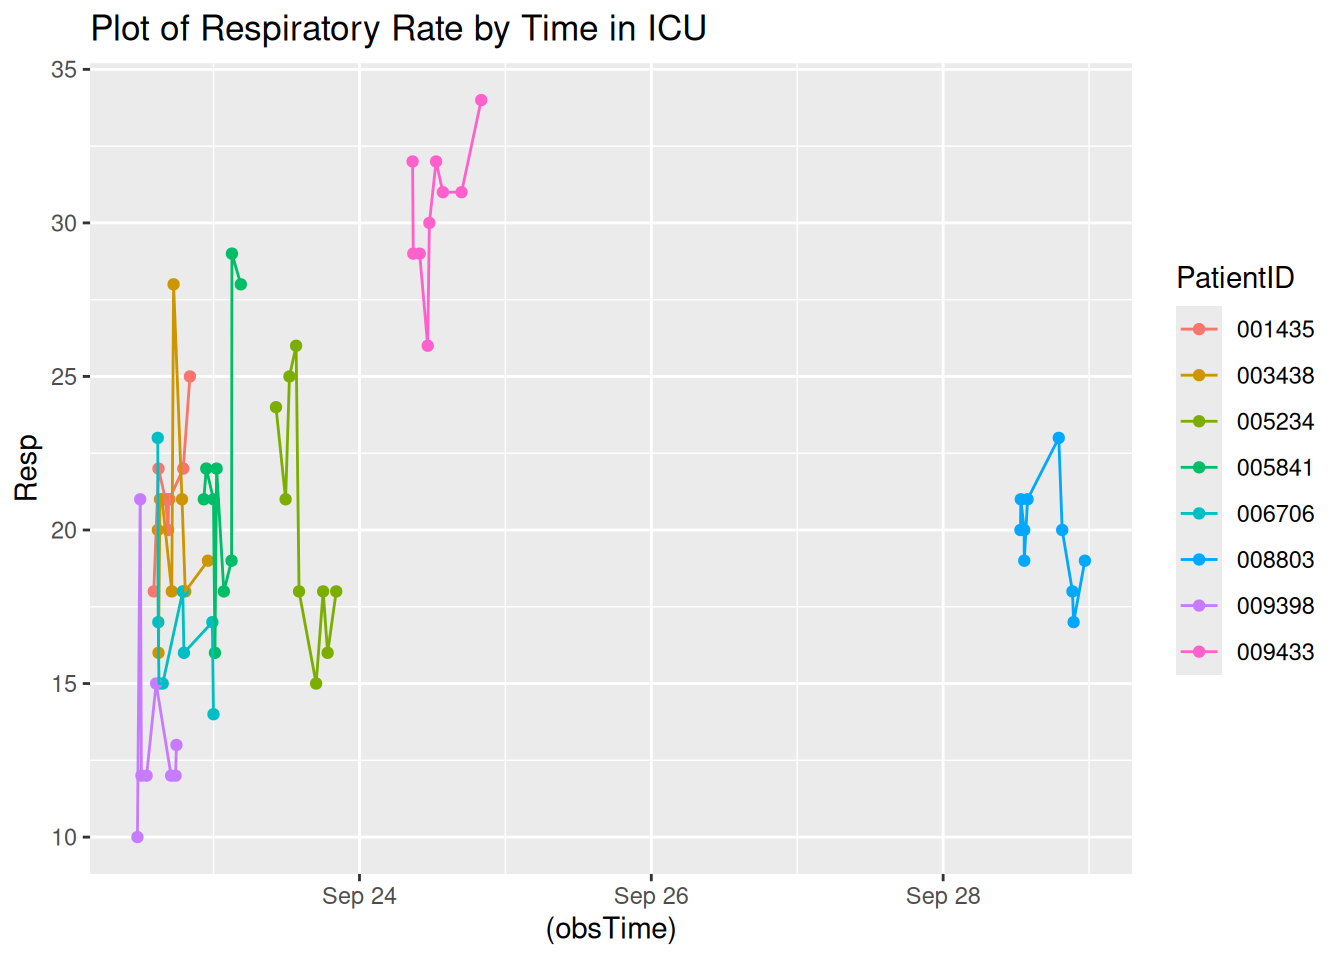 Plot of Respiratory Rate by Time in ICU
35
30
25
20
15
10
Resp
Sep 24
Sep 26
Sep 28
(obsTime)
PatientID
001435
003438
005234
005841
006706
008803
009398
009433